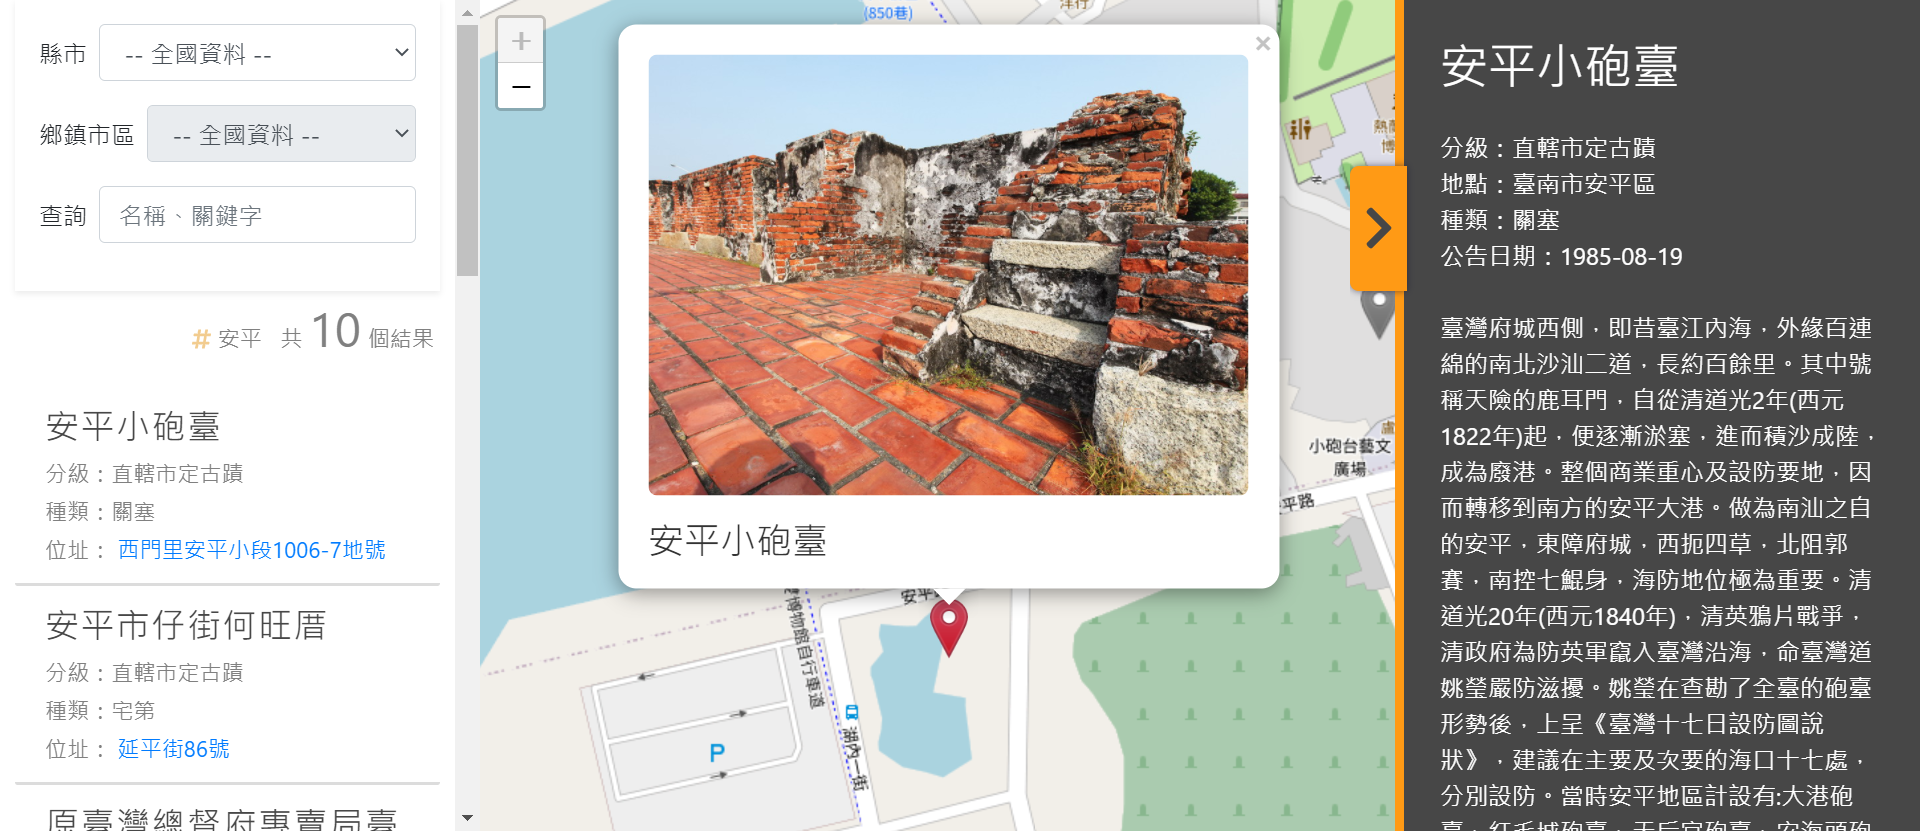 縣市
-- 全國資料 --
鄉鎮市區
-- 全國資料 --
查詢
名稱、關鍵字
# 安平 共 10 個結果
安平小砲臺
分級：直轄市定古蹟
種類：關塞
位址： 西門里安平小段1006-7地號
安平市仔街何旺厝
分級：直轄市定古蹟
種類：宅第
位址： 延平街86號
原臺灣總督府專賣局臺
+
−
(850巷)
洋行
×
安平小砲臺
小砲台藝文
廣場
平路
博物館自行車道
湖內一街
P
安平小砲臺
分級：直轄市定古蹟
地點：臺南市安平區
種類：關塞
公告日期：1985-08-19
臺灣府城西側，即昔臺江內海，外緣百連
綿的南北沙汕二道，長約百餘里。其中號
稱天險的鹿耳門，自從清道光2年(西元
1822年)起，便逐漸淤塞，進而積沙成陸，
成為廢港。整個商業重心及設防要地，因
而轉移到南方的安平大港。做為南汕之自
的安平，東障府城，西扼四草，北阻郭
賽，南控七鯤身，海防地位極為重要。清
道光20年(西元1840年)，清英鴉片戰爭，
清政府為防英軍竄入臺灣沿海，命臺灣道
姚瑩嚴防滋擾。姚瑩在查勘了全臺的砲臺
形勢後，上呈《臺灣十七日設防圖說
狀》，建議在主要及次要的海口十七處，
分別設防。當時安平地區計設有:大港砲